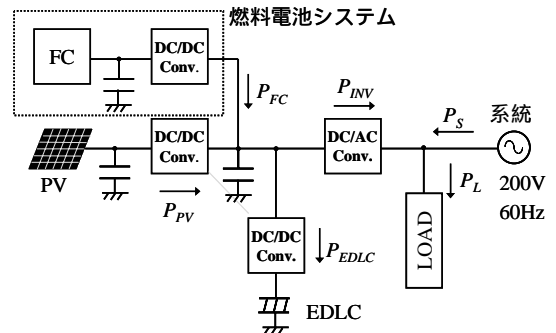 燃料電池システム
FC
DC/DC
Conv.
P_FC
P_INV
系統
P_S
PV
DC/DC
Conv.
P_PV
DC/AC
Conv.
P_L
200V
60Hz
DC/DC
Conv.
P_EDLC
LOAD
EDLC